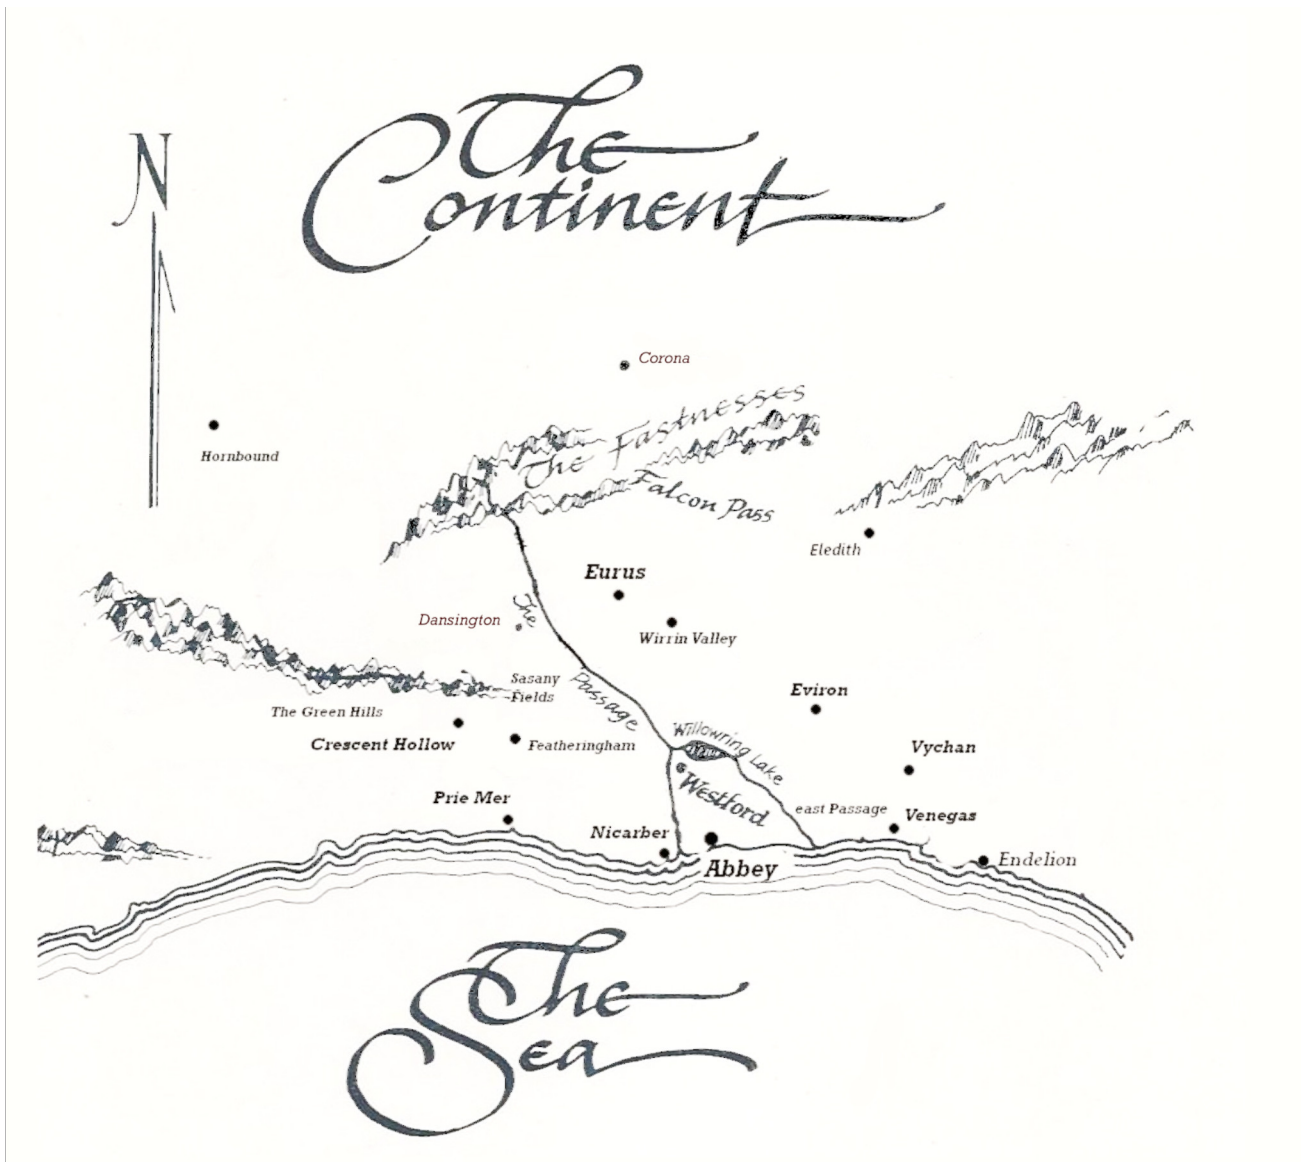 The
Continent
N
Corona
The Fastnesses
Hornbound
Falcon Pass
Eledith
Eurus
The
Dansington
Wirrin Valley
Sasany
Fields
Passage
Eviron
The Green Hills
Crescent Hollow
Featheringham
Willowring Lake
Vychan
Westford
Prie Mer
east Passage
Venegas
Nicarber
Abbey
Endelion
The
Sea